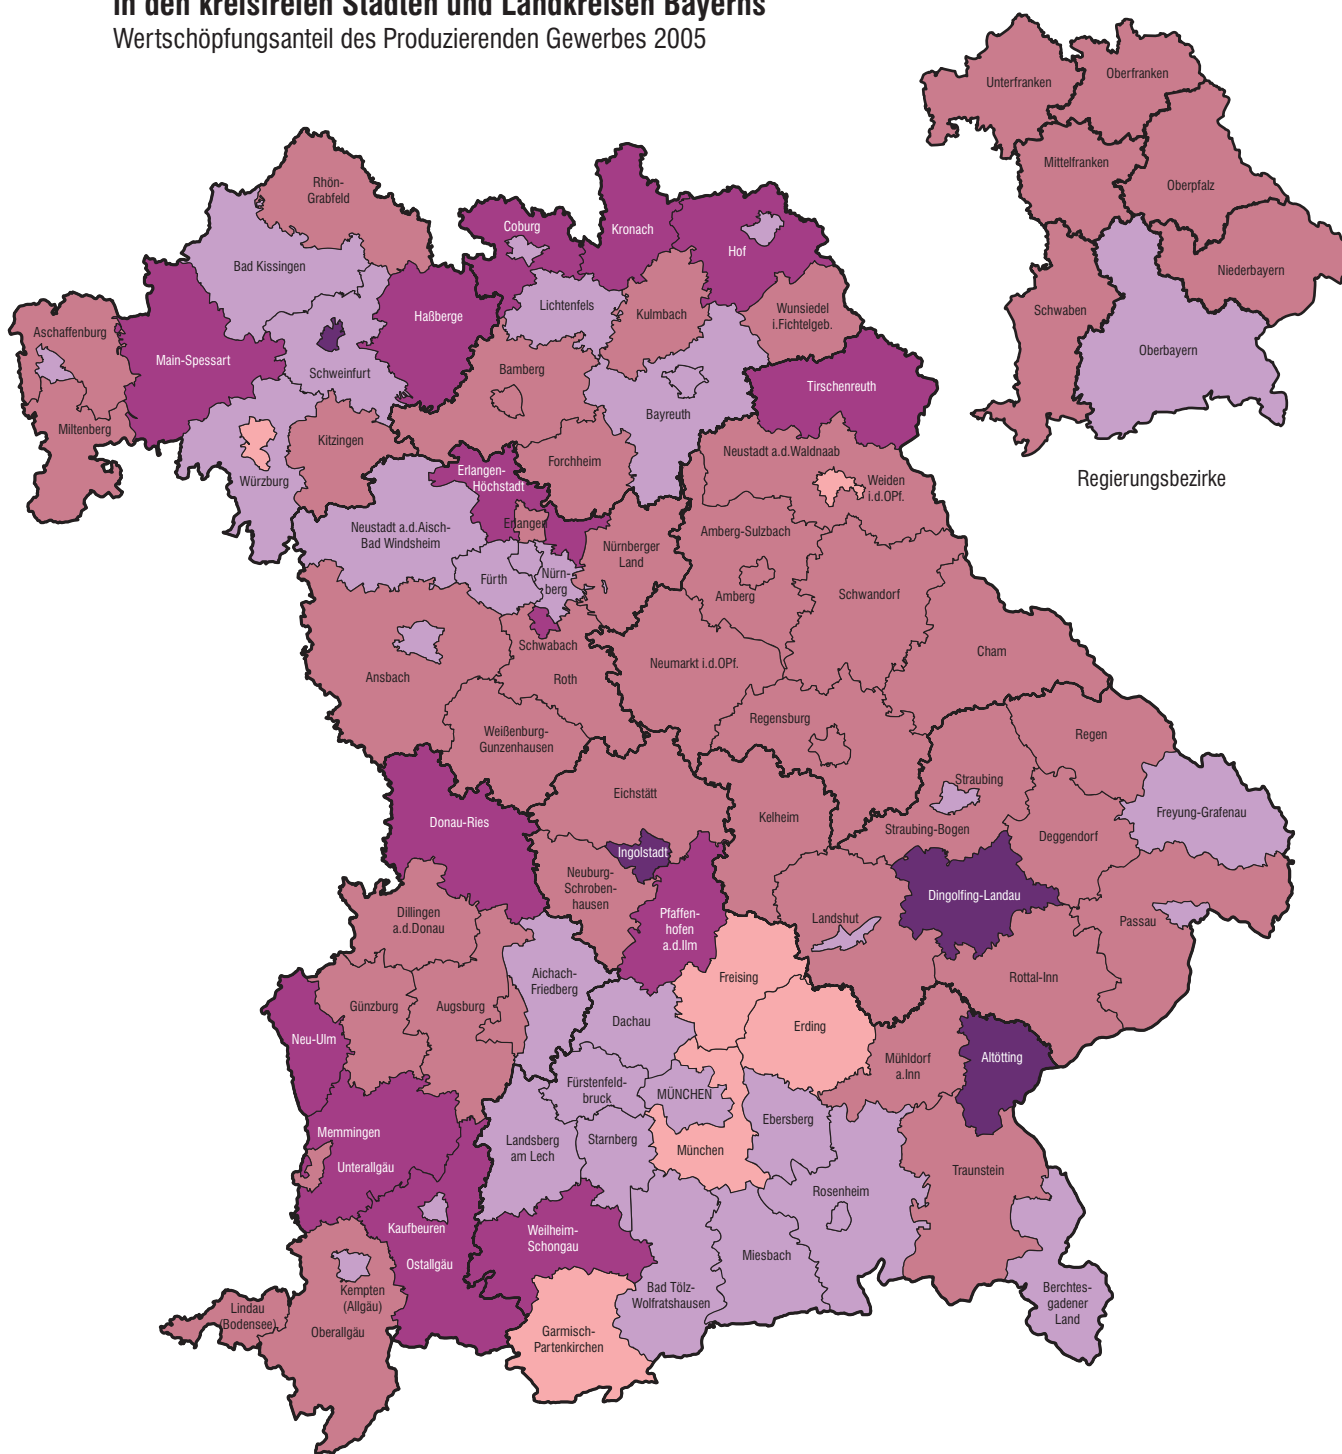 in den kreisfreien Städten und Landkreisen Bayerns
Wertschöpfungsanteil des Produzierenden Gewerbes 2005
Unterfranken
Oberfranken
Mittelfranken
Oberpfalz
Niederbayern
Schwaben
Oberbayern
Regierungsbezirke
Rhön-
Grabfeld
Bad Kissingen
Coburg
Kronach
Hof
Lichtenfels
Kulmbach
Wunsiedel
i.Fichtelgeb.
Aschaffenburg
Main-Spessart
Haßberge
Schweinfurt
Bamberg
Bayreuth
Tirschenreuth
Miltenberg
Kitzingen
Würzburg
Forchheim
Erlangen-
Höchstadt
Neustadt a.d.Waldnaab
Weiden
i.d.OPf.
Neustadt a.d.Aisch-
Bad Windsheim
Erlangen
Fürth
Nürn-
berg
Nürnberger
Land
Amberg-Sulzbach
Amberg
Schwandorf
Schwabach
Roth
Ansbach
Neumarkt i.d.OPf.
Cham
Weißenburg-
Gunzenhausen
Regensburg
Regen
Eichstätt
Kelheim
Straubing
Straubing-Bogen
Deggendorf
Freyung-Grafenau
Donau-Ries
Ingolstadt
Neuburg-
Schroben-
hausen
Pfaffen-
hofen
a.d.Ilm
Dingolfing-Landau
Landshut
Passau
Rottal-Inn
Dillingen
a.d.Donau
Aichach-
Friedberg
Freising
Erding
Günzburg
Augsburg
Dachau
Neu-Ulm
Mühldorf
a.Inn
Altötting
Fürstenfeld-
bruck
MÜNCHEN
Ebersberg
Memmingen
Unterallgäu
Landsberg
am Lech
Starnberg
München
Traunstein
Rosenheim
Kaufbeuren
Ostallgäu
Weilheim-
Schongau
Miesbach
Bad Tölz-
Wolfratshausen
Berchtes-
gadener
Land
Kempten
(Allgäu)
Lindau
(Bodensee)
Oberallgäu
Garmisch-
Partenkirchen